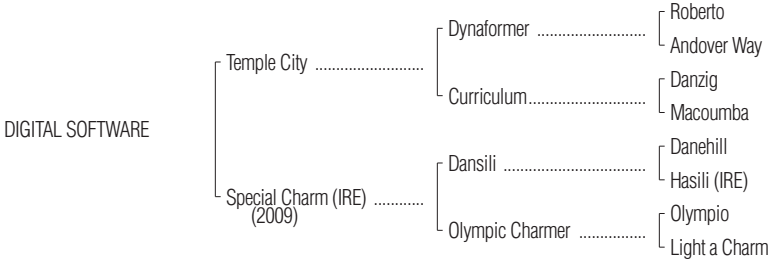 Roberto
Dynaformer ..........................
Andover Way
Temple City ..........................
Danzig
Curriculum............................
Macoumba
DIGITAL SOFTWARE
Danehill
Dansili ..................................
Hasili (IRE)
Special Charm (IRE) ............
(2009)
Olympio
Olympic Charmer ................
Light a Charm